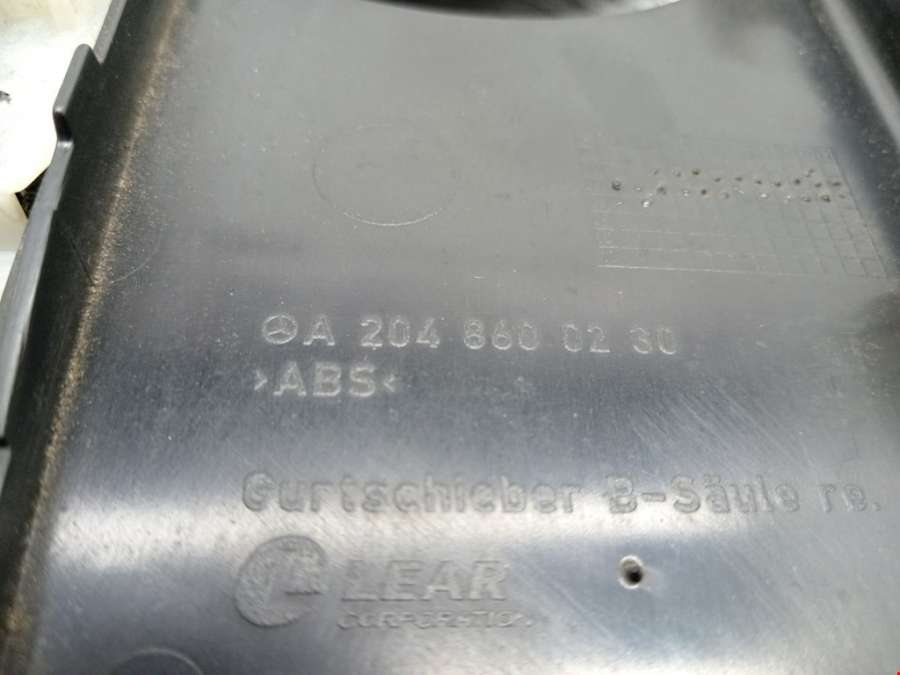 A 204 860 02 30
>ABS<
Gurtschieber B-Säule re.
LEAR
CORPORATION